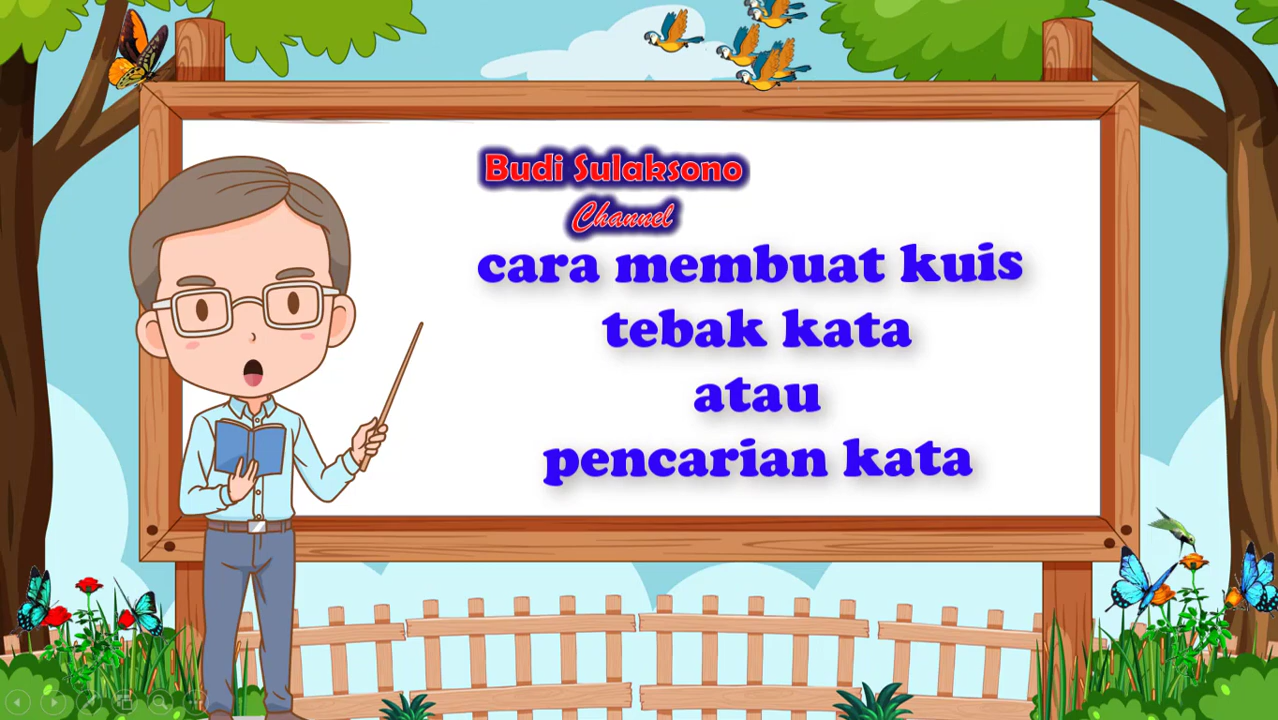 Budi Sulaksono
Channel
cara membuat kuis
tebak kata
atau
pencarian kata